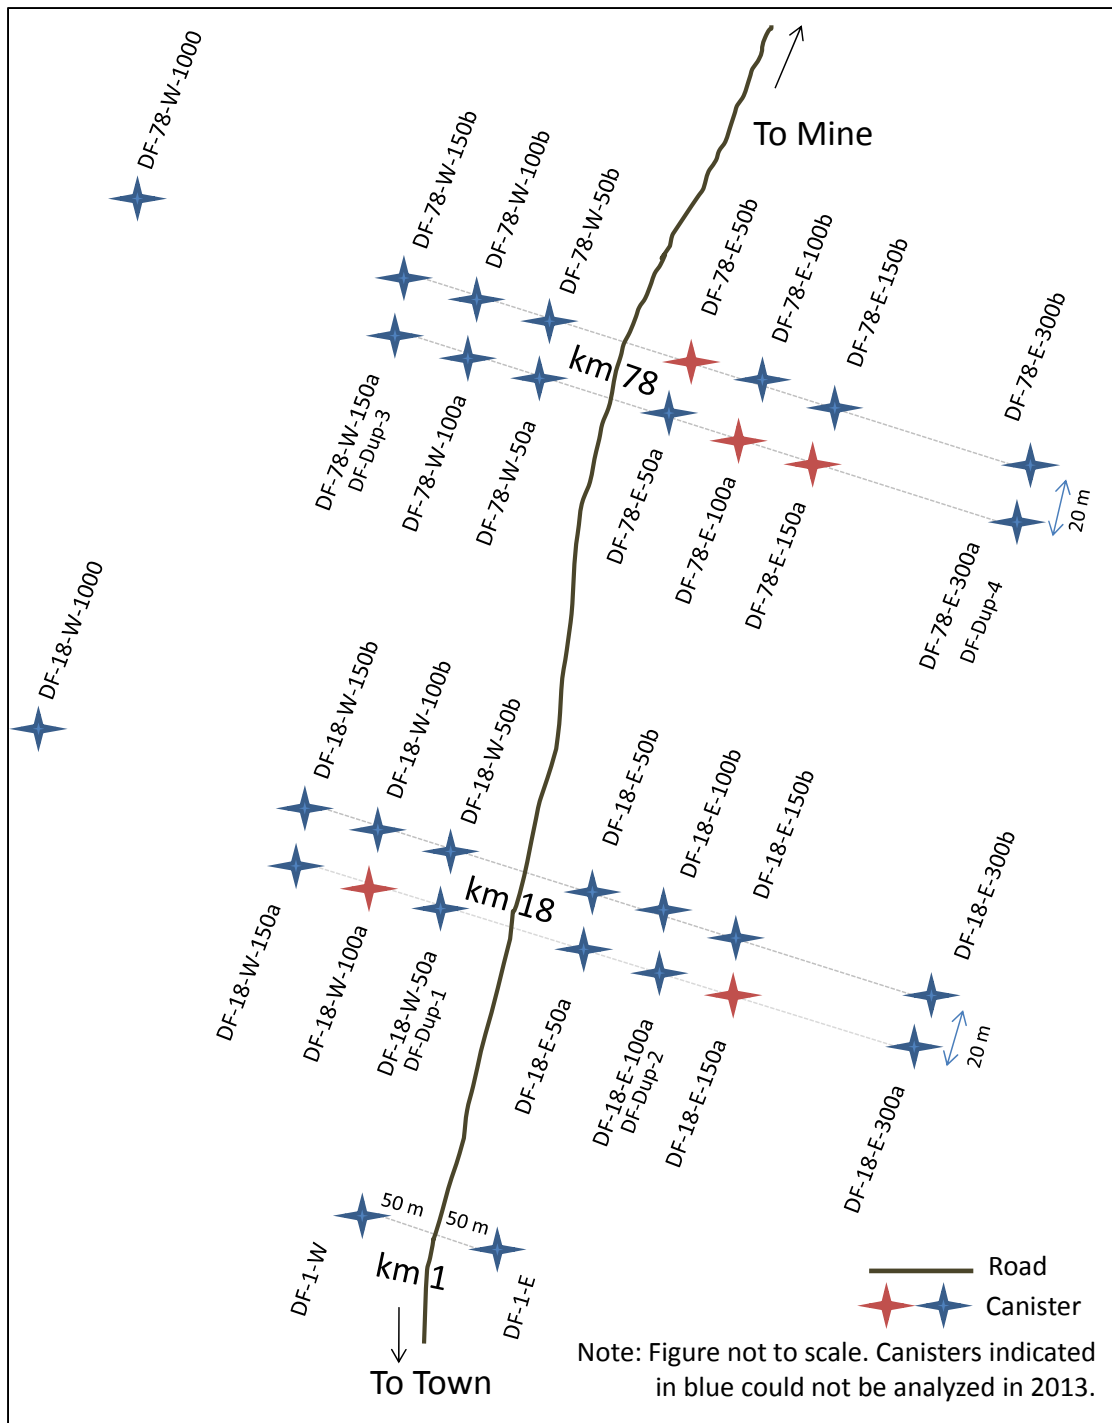 DF-78-W-1000
DF-78-W-150b
DF-78-W-100b
DF-78-W-50b
To Mine
DF-78-E-50b
DF-78-E-100b
DF-78-E-150b
DF-78-E-300b
km 78
DF-78-W-150a
DF-Dup-3
DF-78-W-100a
DF-78-W-50a
DF-78-E-50a
DF-78-E-100a
DF-78-E-150a
DF-78-E-300a
DF-Dup-4
20 m
DF-18-W-1000
DF-18-W-150b
DF-18-W-100b
DF-18-W-50b
DF-18-E-50b
DF-18-E-100b
DF-18-E-150b
DF-18-E-300b
km 18
DF-18-W-150a
DF-18-W-100a
DF-18-W-50a
DF-Dup-1
DF-18-E-50a
DF-18-E-100a
DF-Dup-2
DF-18-E-150a
DF-18-E-300a
20 m
50 m
50 m
DF-1-W
km 1
DF-1-E
To Town
Road
Canister
Note: Figure not to scale. Canisters indicated
in blue could not be analyzed in 2013.